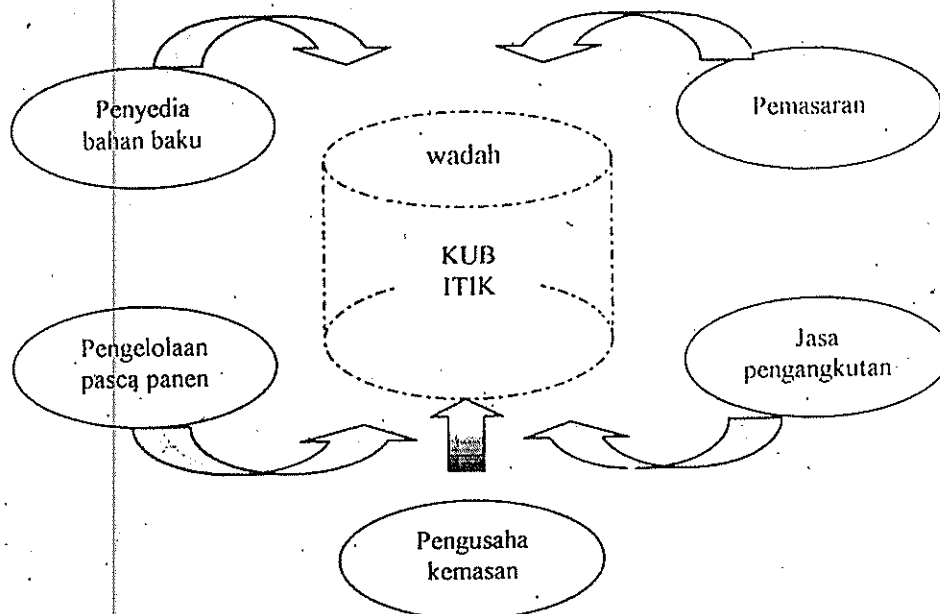 Penyedia
bahan baku
Pemasaran
wadah
KUB
ITIK
Pengelolaan
pasca panen
Jasa
pengangkutan
Pengusaha
kemasan